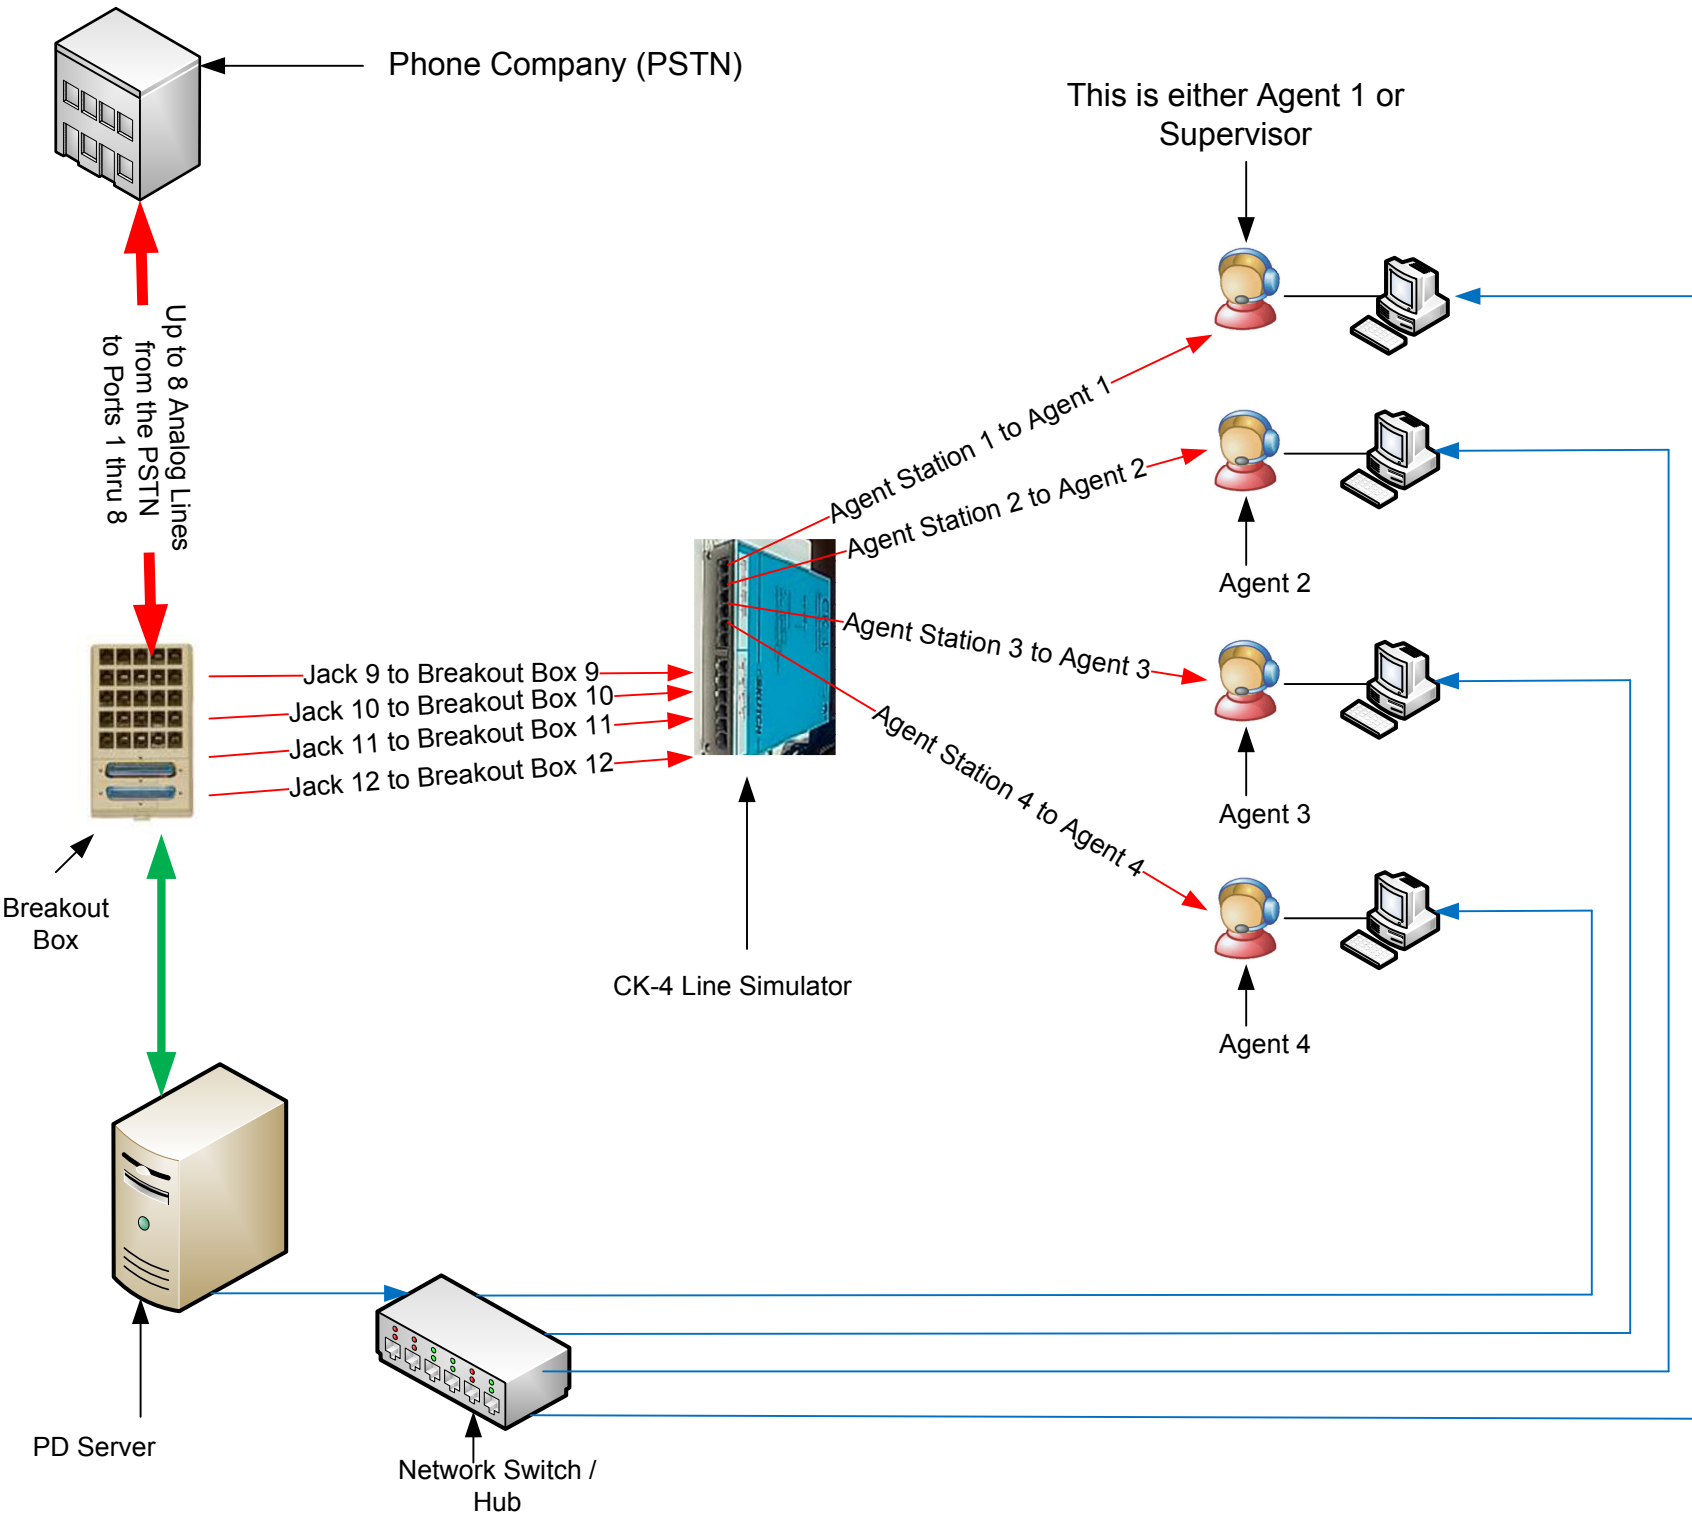 Phone Company (PSTN)
This is either Agent 1 or
Supervisor
Up to 8 Analog Lines
from the PSTN
to Ports 1 thru 8
Agent Station 1 to Agent 1
Agent Station 2 to Agent 2
Agent 2
Agent Station 3 to Agent 3
Jack 9 to Breakout Box 9
Jack 10 to Breakout Box 10
Jack 11 to Breakout Box 11
Jack 12 to Breakout Box 12
Agent Station 4 to Agent 4
Agent 3
Breakout
Box
CK-4 Line Simulator
Agent 4
PD Server
Network Switch /
Hub